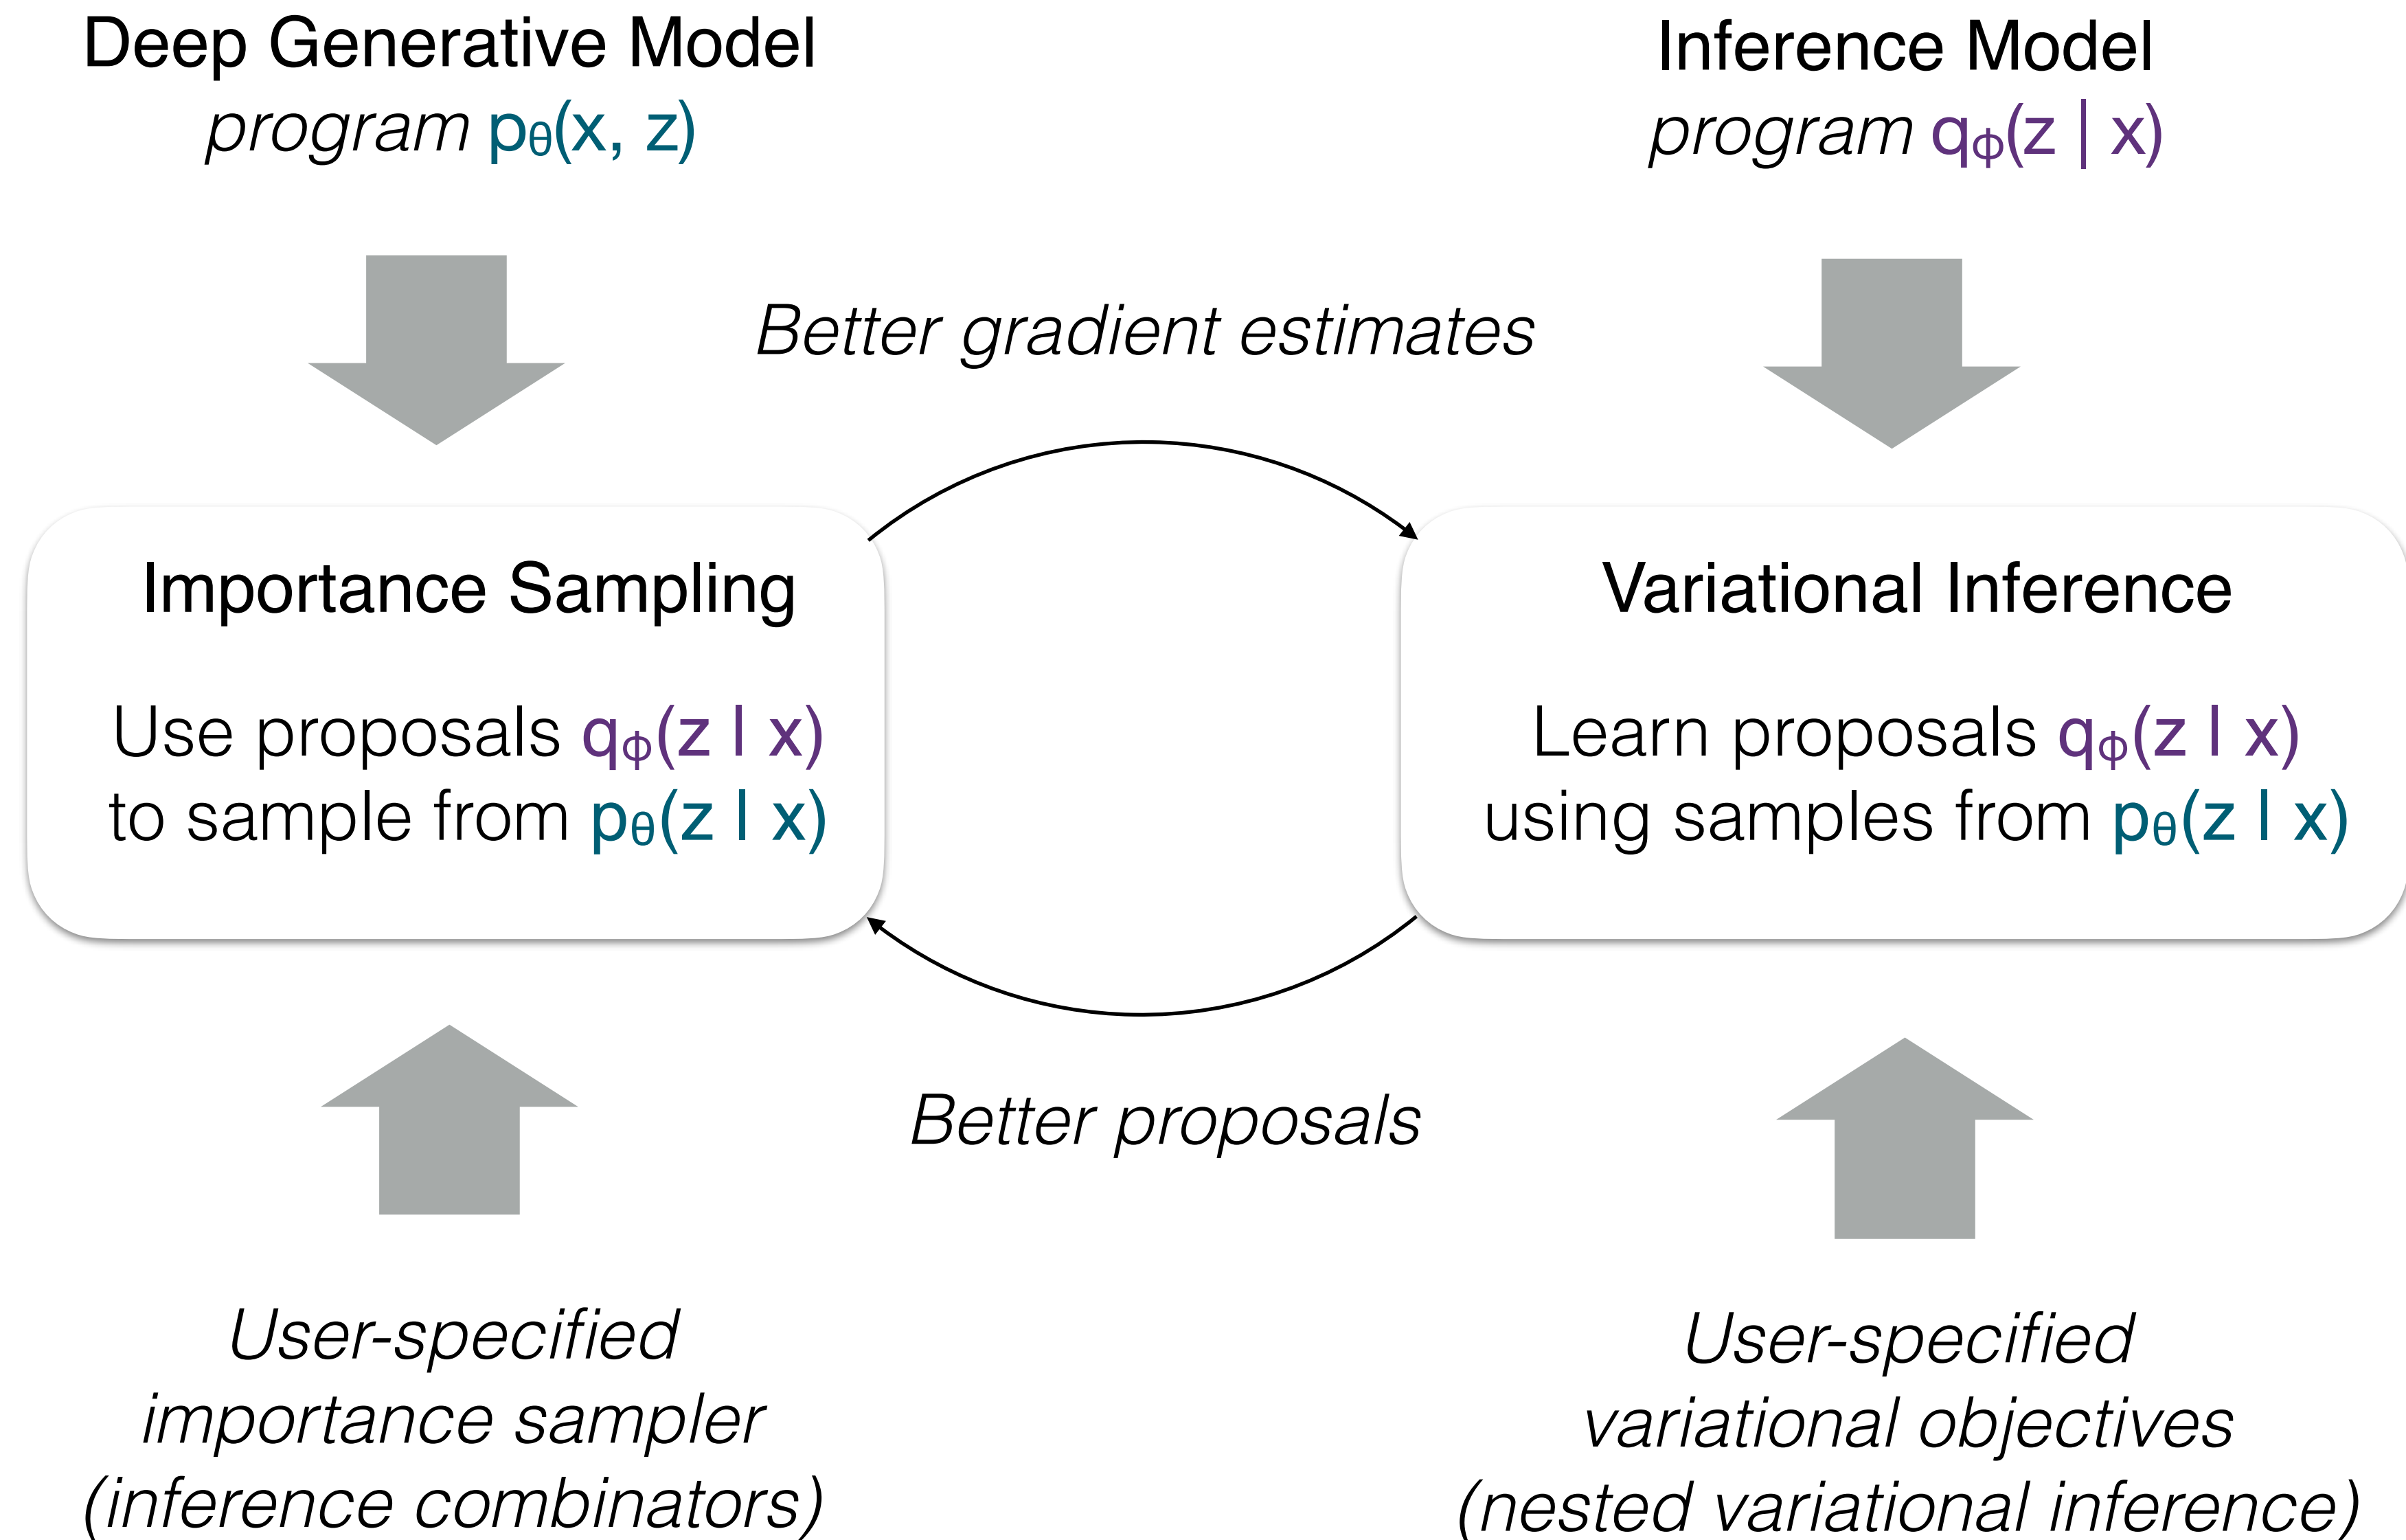 Deep Generative Model
program pθ(x, z)
Inference Model
program qϕ(z | x)
Better gradient estimates
Importance Sampling
Use proposals qϕ(z | x)
to sample from pθ(z | x)
Variational Inference
Learn proposals qϕ(z | x)
using samples from pθ(z | x)
Better proposals
User-specified
importance sampler
(inference combinators)
User-specified
variational objectives
(nested variational inference)